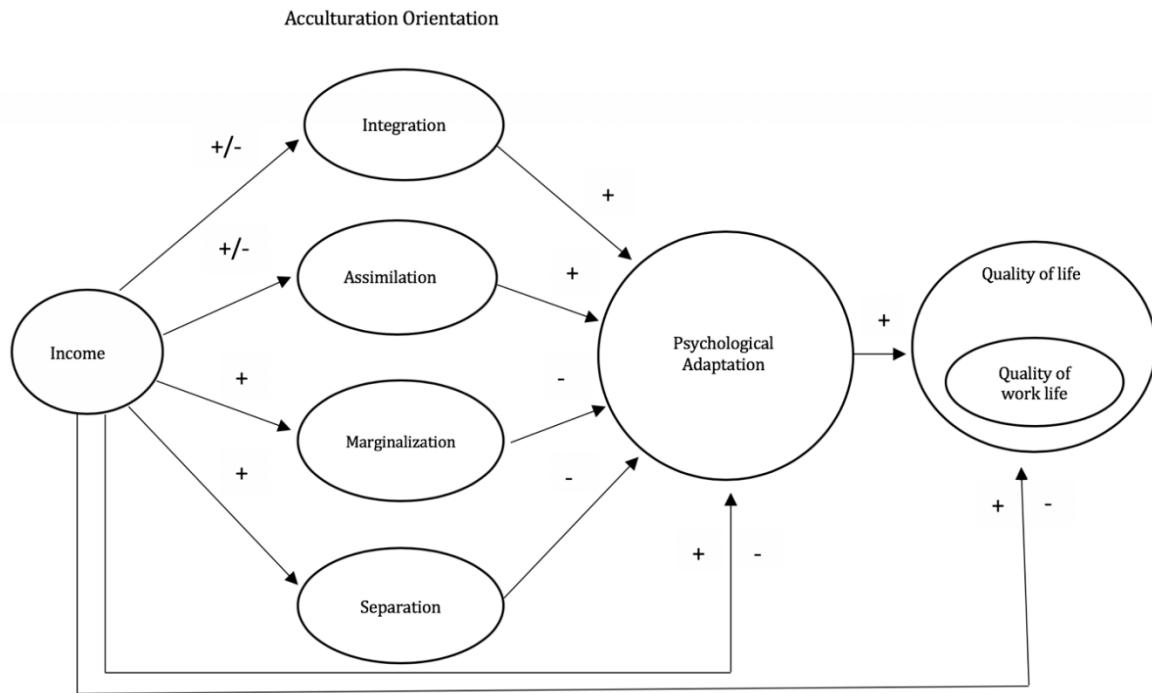 Acculturation Orientation
Integration
+/-
+
+/-
Assimilation
+
Quality of life
Income
Psychological
Adaptation
+
+
-
Quality of
work life
Marginalization
+
-
+ -
+ -
Separation